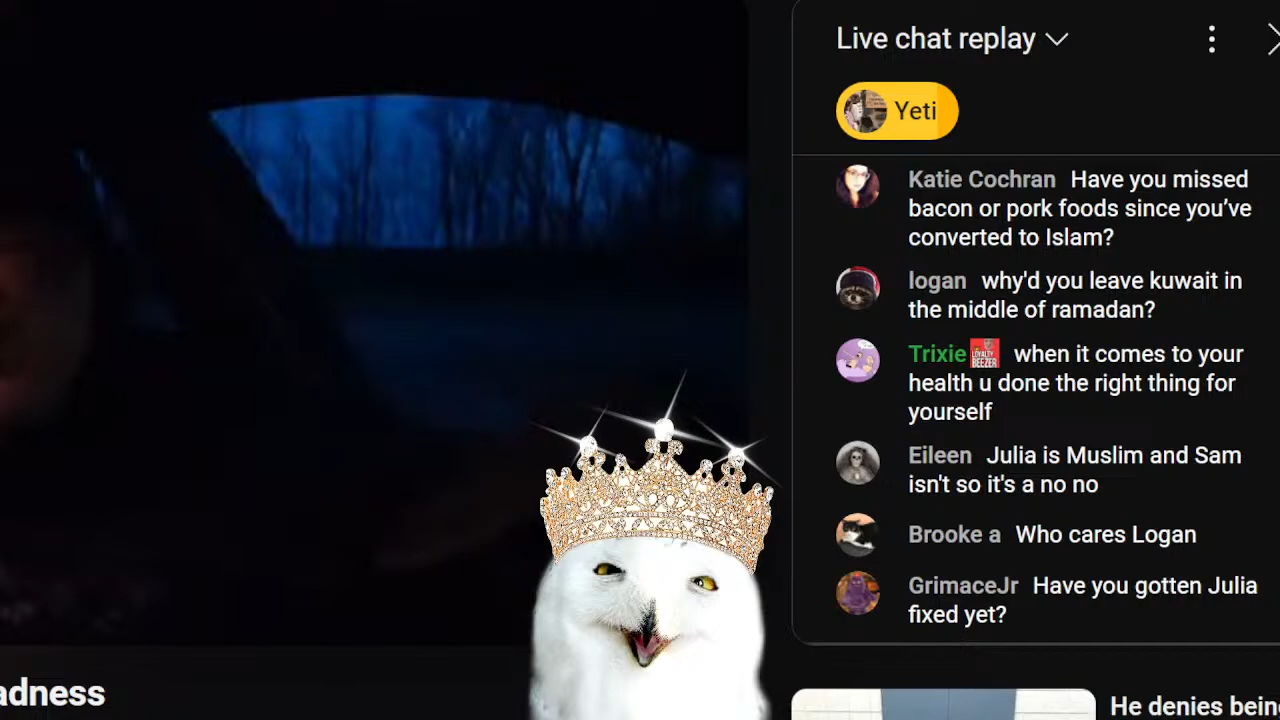 Live chat replay
Yeti
Katie Cochran Have you missed
bacon or pork foods since you’ve
converted to Islam?
logan why'd you leave kuwait in
the middle of ramadan?
Trixie LOYALTY BEEZER when it comes to your
health u done the right thing for
yourself
Eileen Julia is Muslim and Sam
isn't so it's a no no
Brooke a Who cares Logan
GrimaceJr Have you gotten Julia
fixed yet?
adness
He denies bein